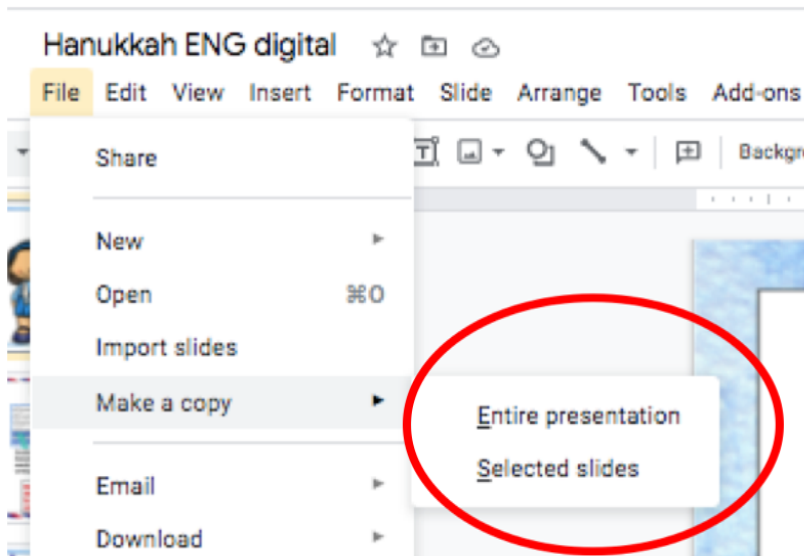 Hanukkah ENG digital
File Edit View Insert Format Slide Arrange Tools Add-ons
Share
New
Open ⌘O
Import slides
Make a copy
Entire presentation
Selected slides
Email
Download